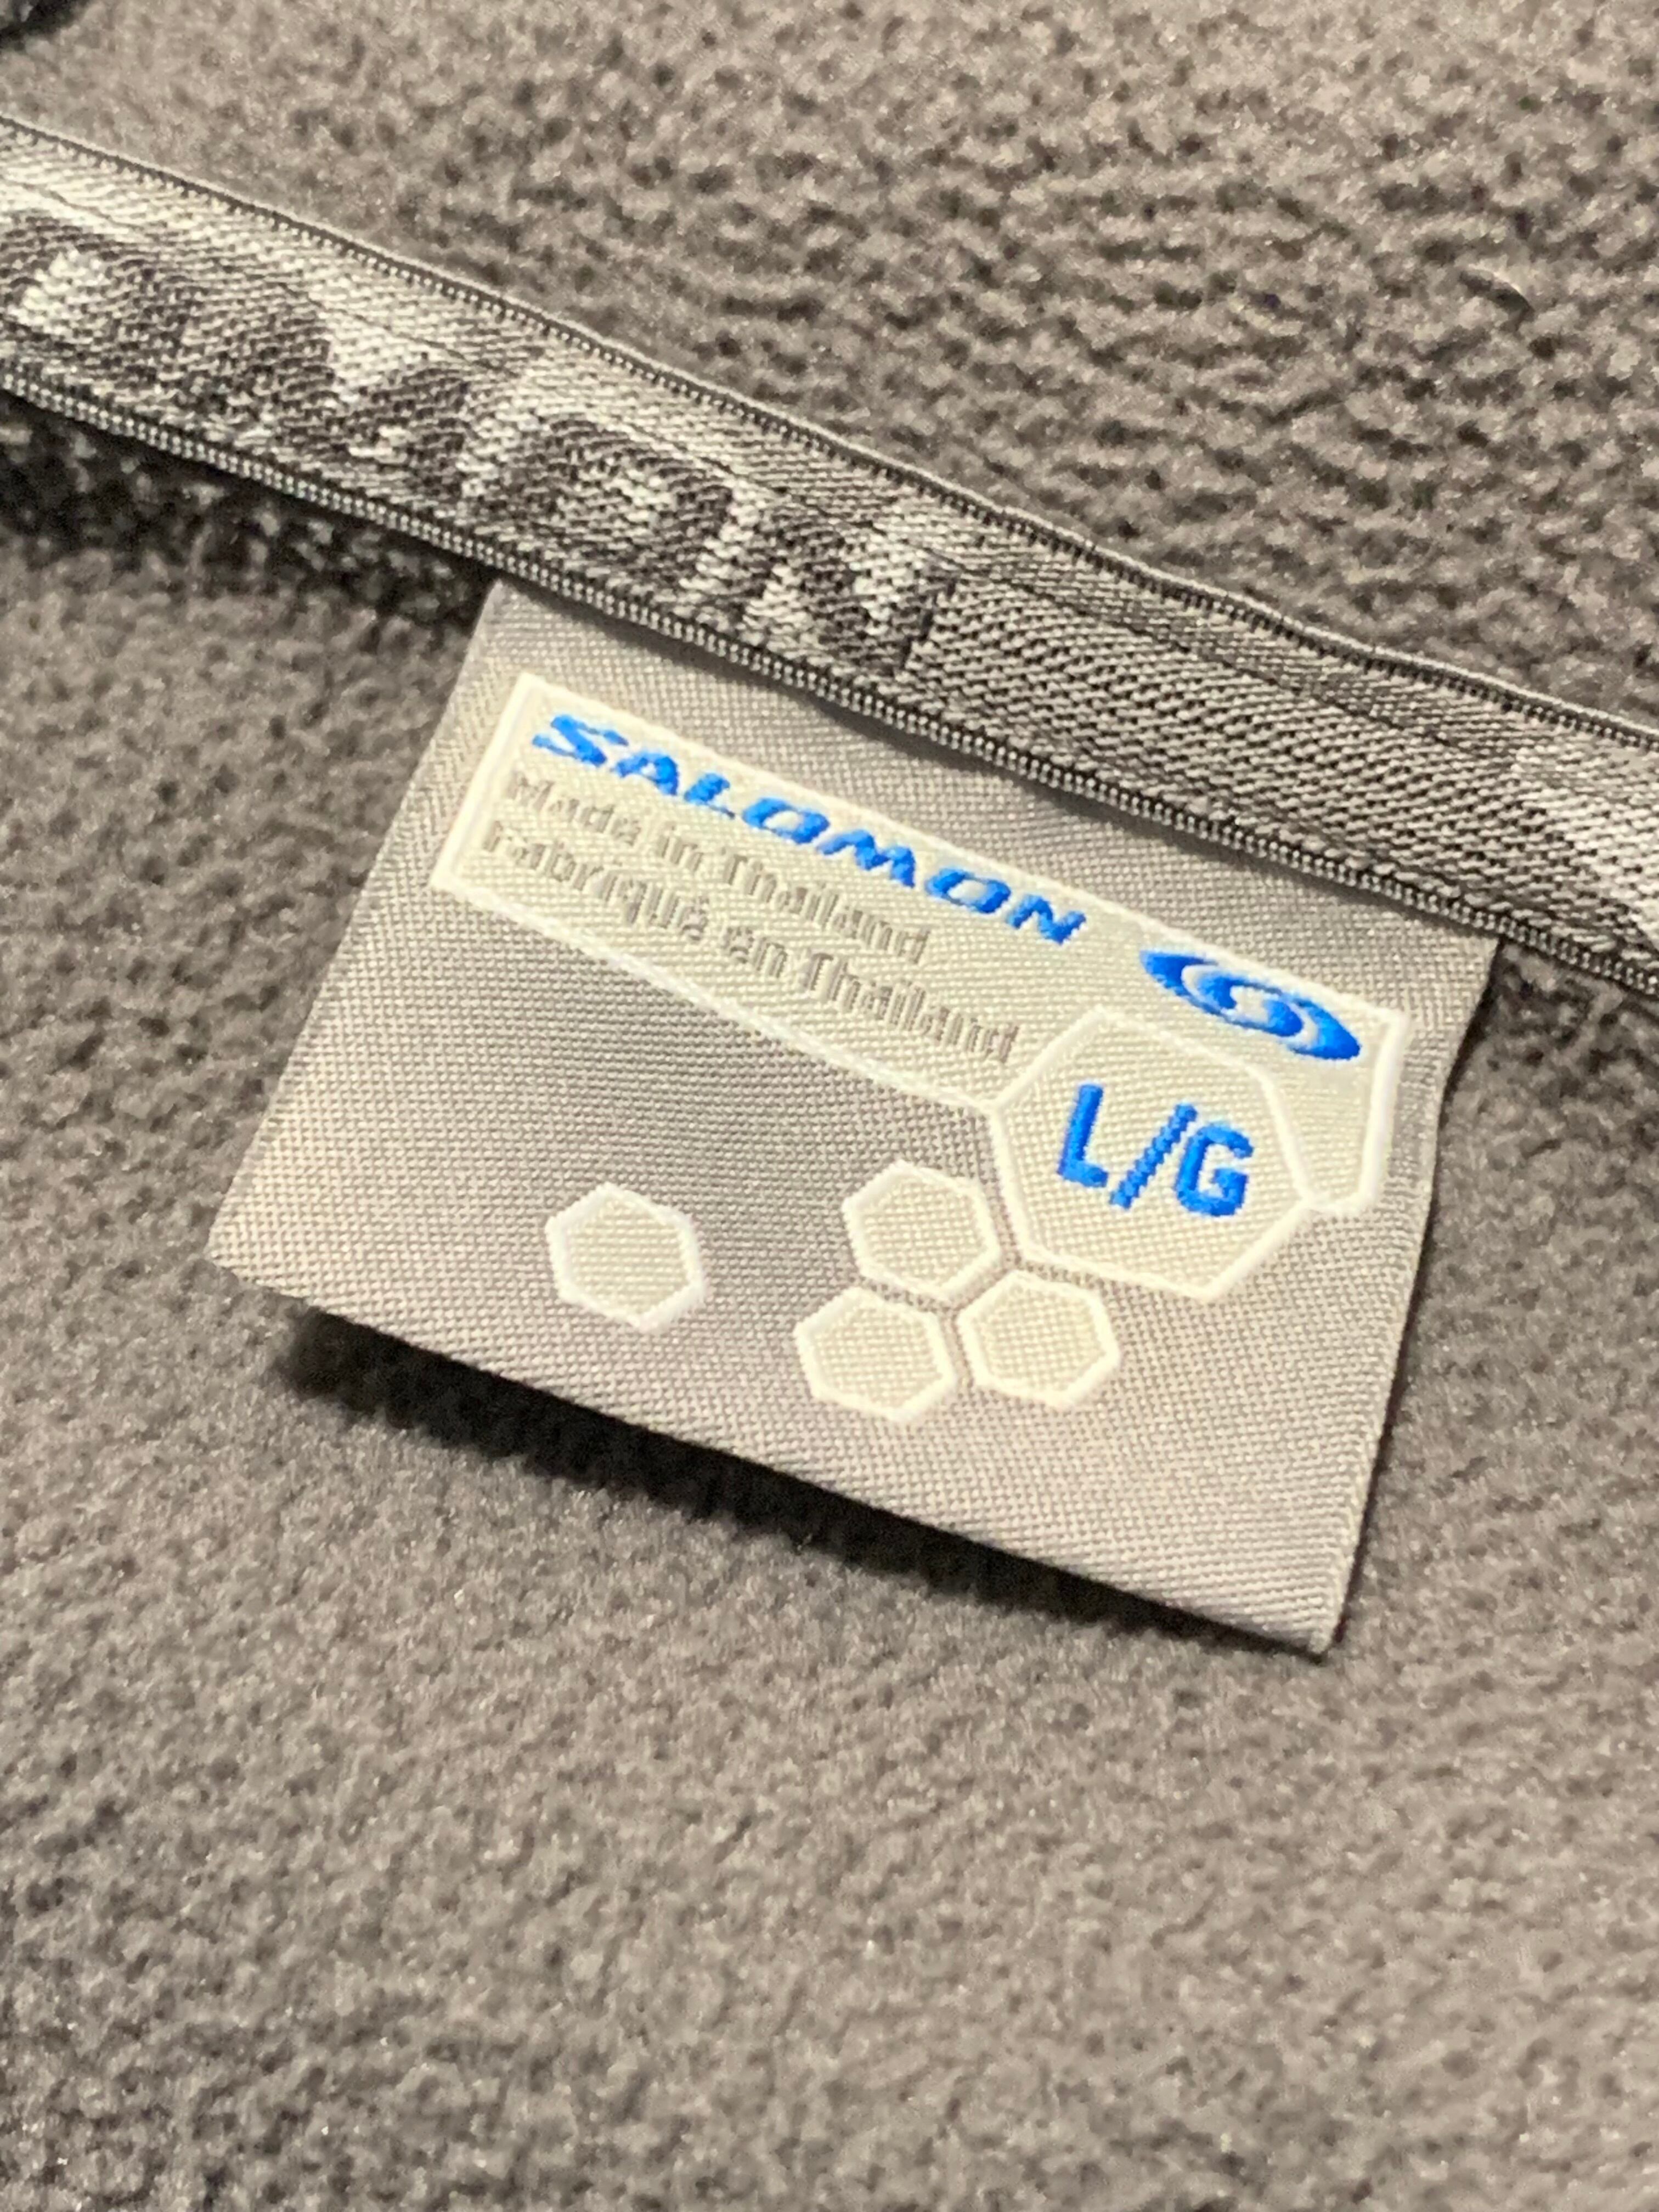 SALOMON
Made in Thailand
Fabriqué en Thailand
L/G